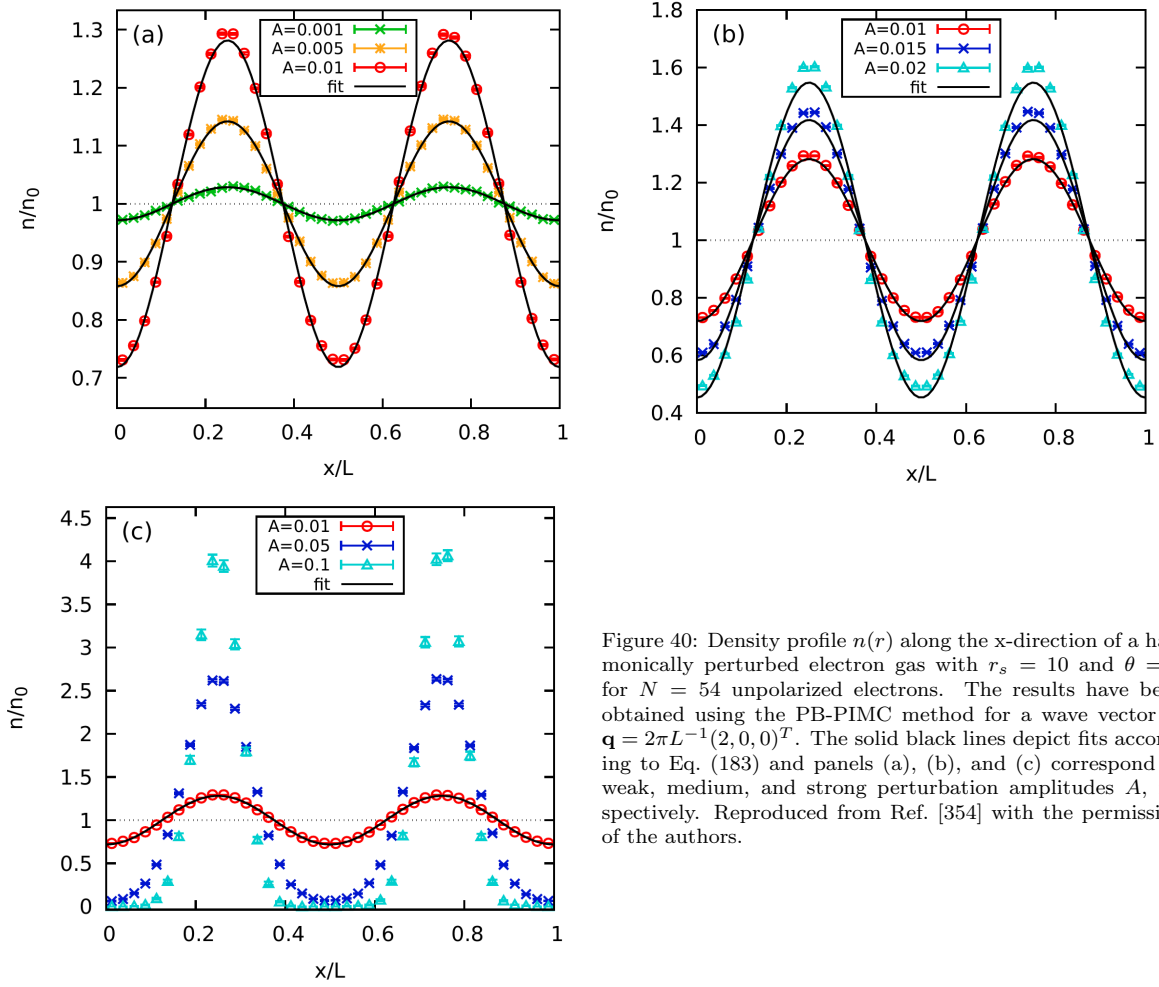 (a)
A=0.001
A=0.005
A=0.01
fit
1.3
1.2
1.1
1
0.9
0.8
0.7
n/n0
0 0.2 0.4 0.6 0.8 1
x/L
(b)
A=0.01
A=0.015
A=0.02
fit
1.8
1.6
1.4
1.2
1
0.8
0.6
0.4
n/n0
0 0.2 0.4 0.6 0.8 1
x/L
(c)
A=0.01
A=0.05
A=0.1
fit
4.5
4
3.5
3
2.5
2
1.5
1
0.5
0
n/n0
0 0.2 0.4 0.6 0.8 1
x/L
Figure 40: Density profile n(r) along the x-direction of a ha
monically perturbed electron gas with rs = 10 and θ =
for N = 54 unpolarized electrons. The results have be
obtained using the PB-PIMC method for a wave vector
q = 2πL−1(2, 0, 0)T. The solid black lines depict fits accor
ing to Eq. (183) and panels (a), (b), and (c) correspond
weak, medium, and strong perturbation amplitudes A,
spectively. Reproduced from Ref. [354] with the permissi
of the authors.